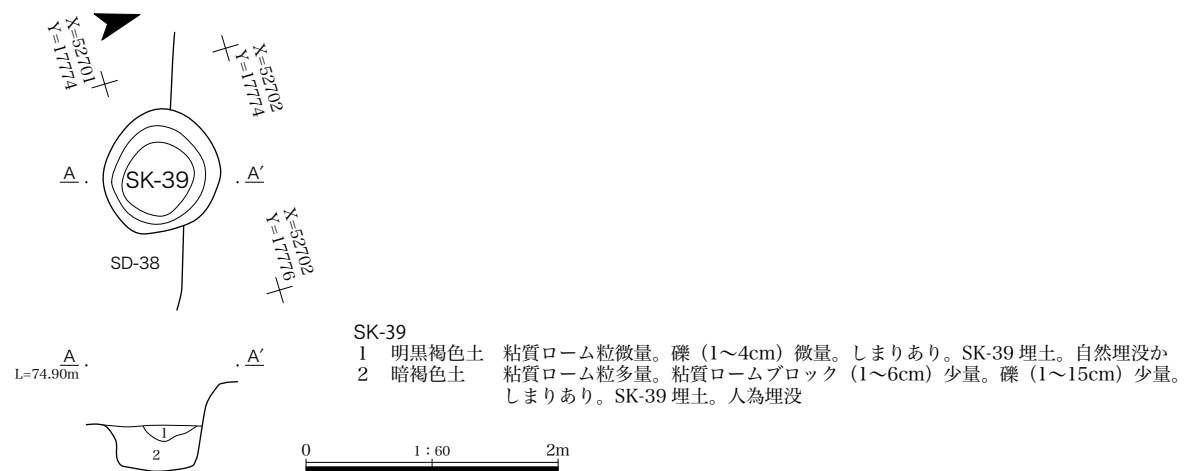 X=52701
Y=17774
X=52702
Y=17774
A
SK-39
A′
X=52702
Y=17776
SD-38
A
A′
L=74.90m
1
2
SK-39
1 明黒褐色土 粘質ローム粒微量。礫（1～4cm）微量。しまりあり。SK-39 埋土。自然埋没か
2 暗褐色土 粘質ローム粒多量。粘質ロームブロック（1～6cm）少量。礫（1～15cm）少量。
しまりあり。SK-39 埋土。人為埋没
0 1：60 2m